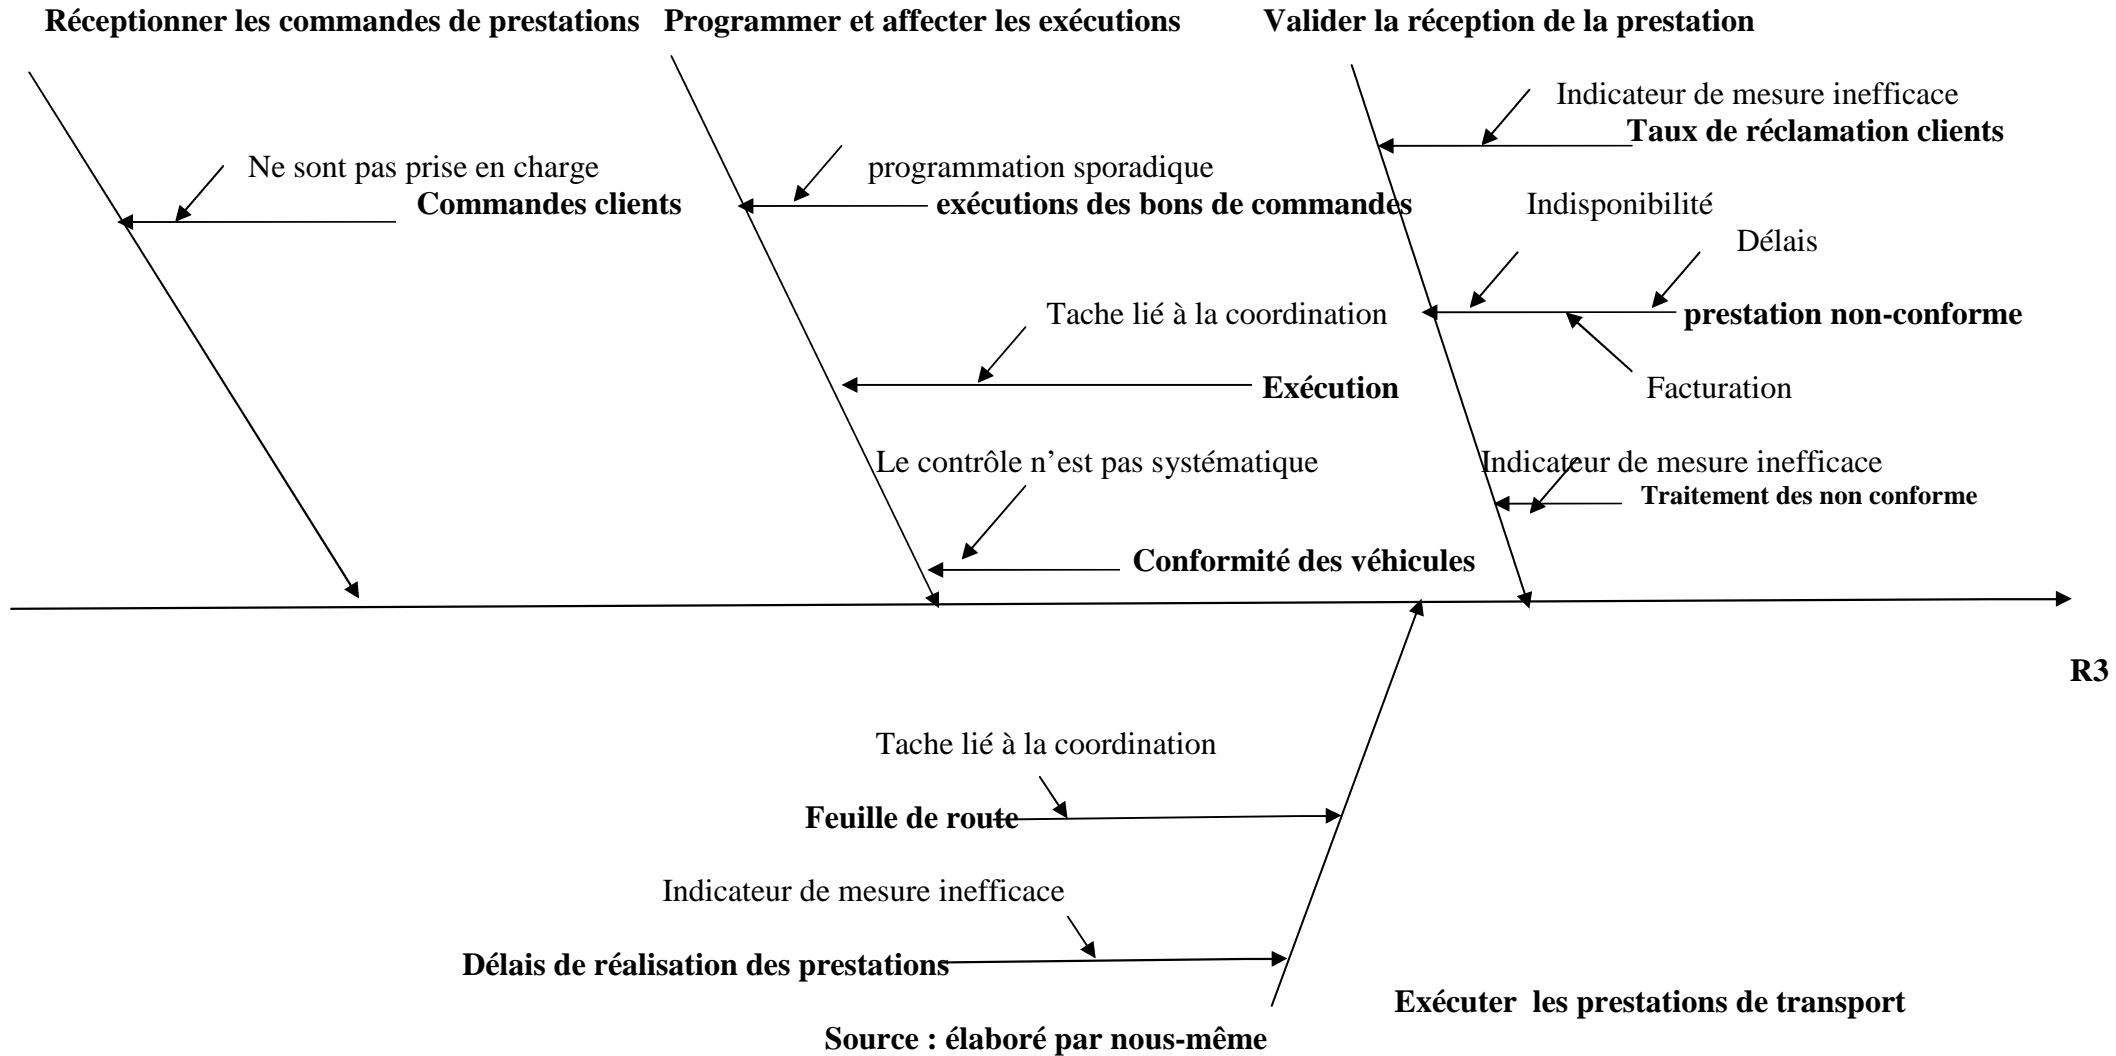 Réceptionner les commandes de prestations
Programmer et affecter les exécutions
Valider la réception de la prestation
Indicateur de mesure inefficace
Taux de réclamation clients
Ne sont pas prise en charge
Commandes clients
programmation sporadique
exécutions des bons de commandes
Indisponibilité
Délais
Tache lié à la coordination
prestation non-conforme
Exécution
Facturation
Le contrôle n’est pas systématique
Indicateur de mesure inefficace
Traitement des non conforme
Conformité des véhicules
R3
Tache lié à la coordination
Feuille de route
Indicateur de mesure inefficace
Délais de réalisation des prestations
Exécuter les prestations de transport
Source : élaboré par nous-même